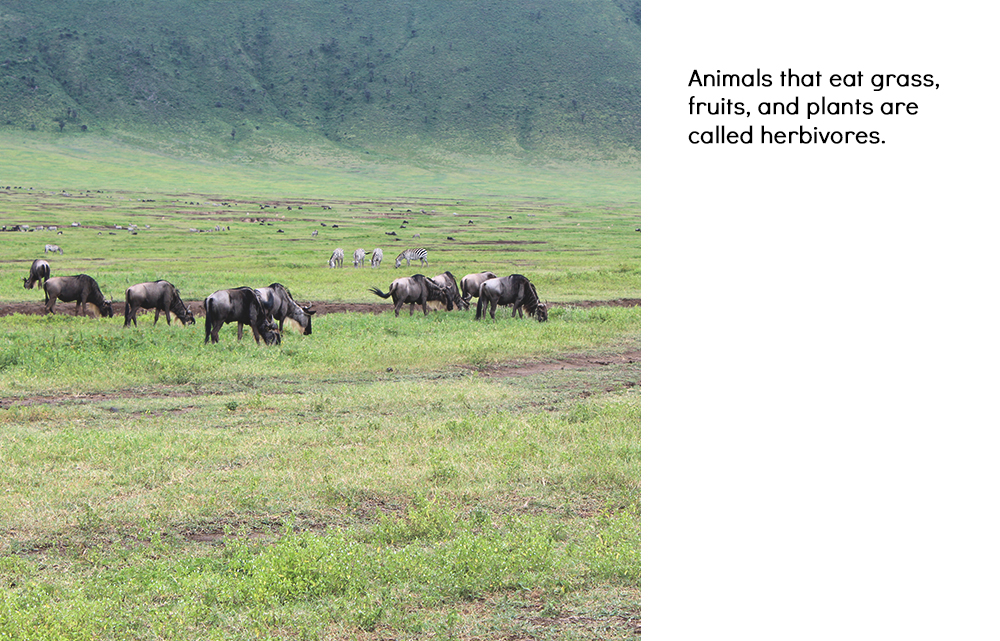 Animals that eat grass,
fruits, and plants are
called herbivores.